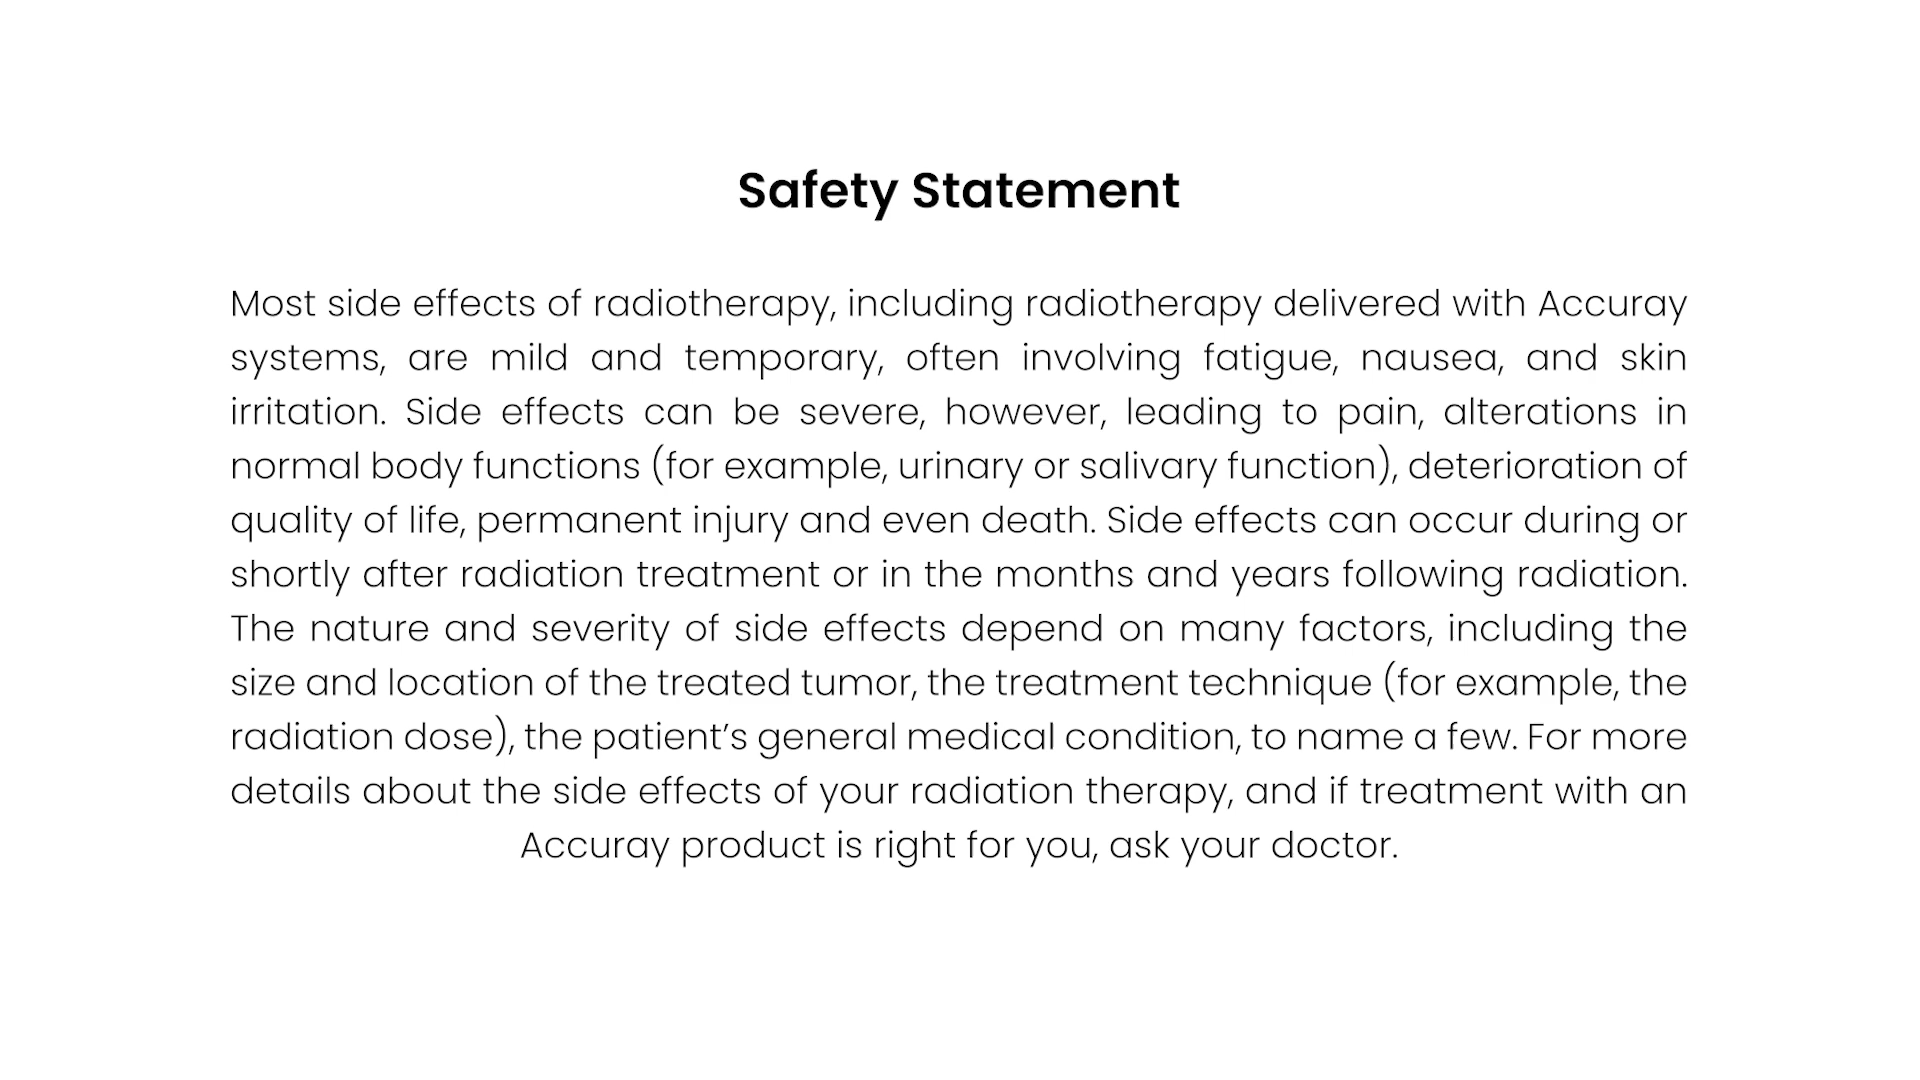 Safety Statement
Most side effects of radiotherapy, including radiotherapy delivered with Accuray
systems, are mild and temporary, often involving fatigue, nausea, and skin
irritation. Side effects can be severe, however, leading to pain, alterations in
normal body functions (for example, urinary or salivary function), deterioration of
quality of life, permanent injury and even death. Side effects can occur during or
shortly after radiation treatment or in the months and years following radiation.
The nature and severity of side effects depend on many factors, including the
size and location of the treated tumor, the treatment technique (for example, the
radiation dose), the patient’s general medical condition, to name a few. For more
details about the side effects of your radiation therapy, and if treatment with an
Accuray product is right for you, ask your doctor.